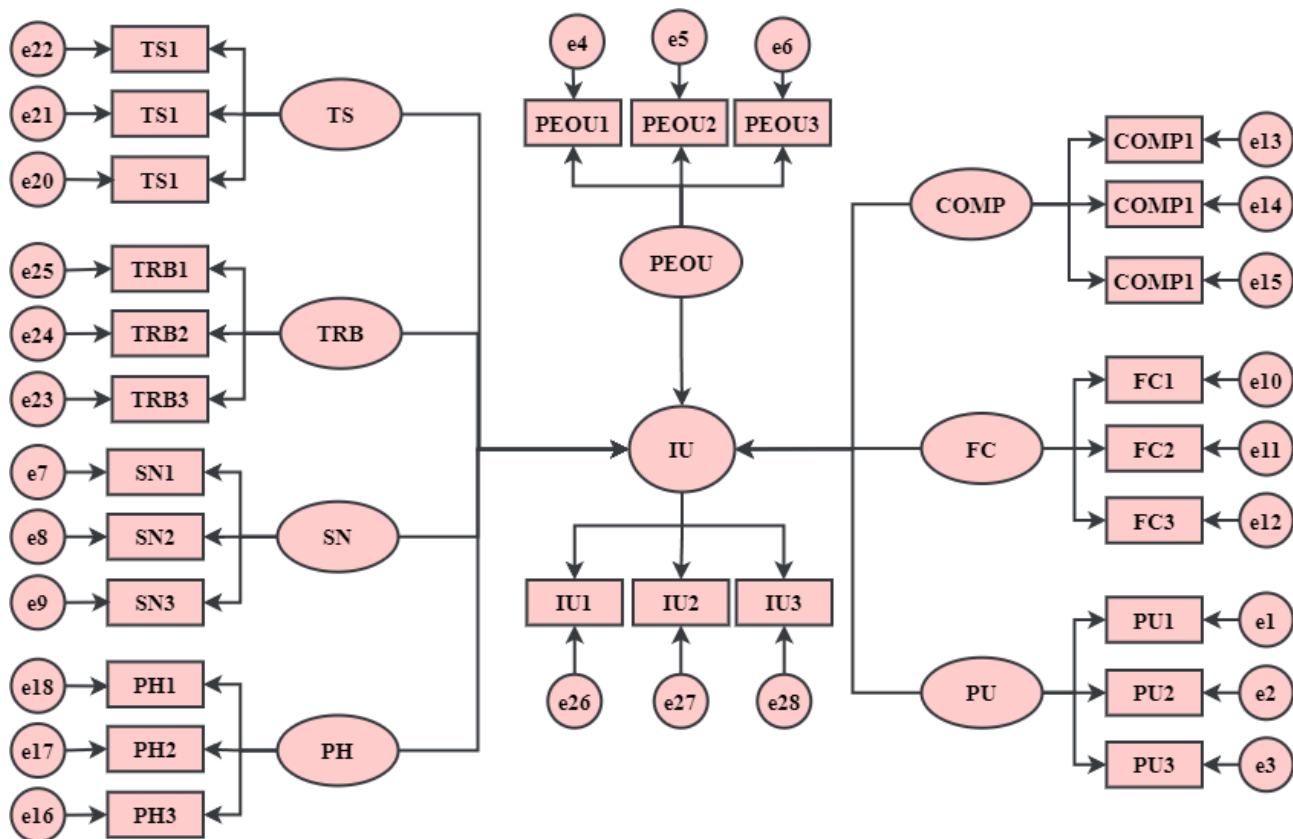 e22
TS1
e21
TS1
e20
TS1
TS
e25
TRB1
e24
TRB2
e23
TRB3
TRB
e7
SN1
e8
SN2
e9
SN3
SN
e18
PH1
e17
PH2
e16
PH3
PH
e4
e5
e6
PEOU1
PEOU2
PEOU3
PEOU
IU
IU1
IU2
IU3
e26
e27
e28
COMP
COMP1
e13
COMP1
e14
COMP1
e15
FC
FC1
e10
FC2
e11
FC3
e12
PU
PU1
e1
PU2
e2
PU3
e3